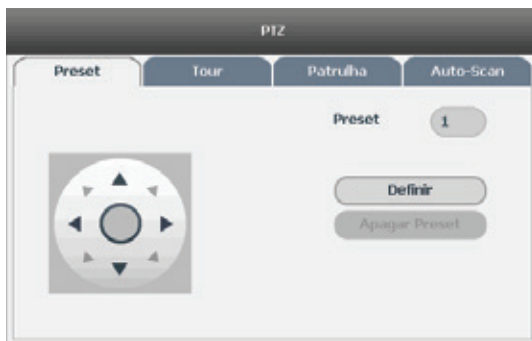 PTZ
Preset
Tour
Patrulha
Auto-Scan
Preset
1
Definir
Apagar Preset